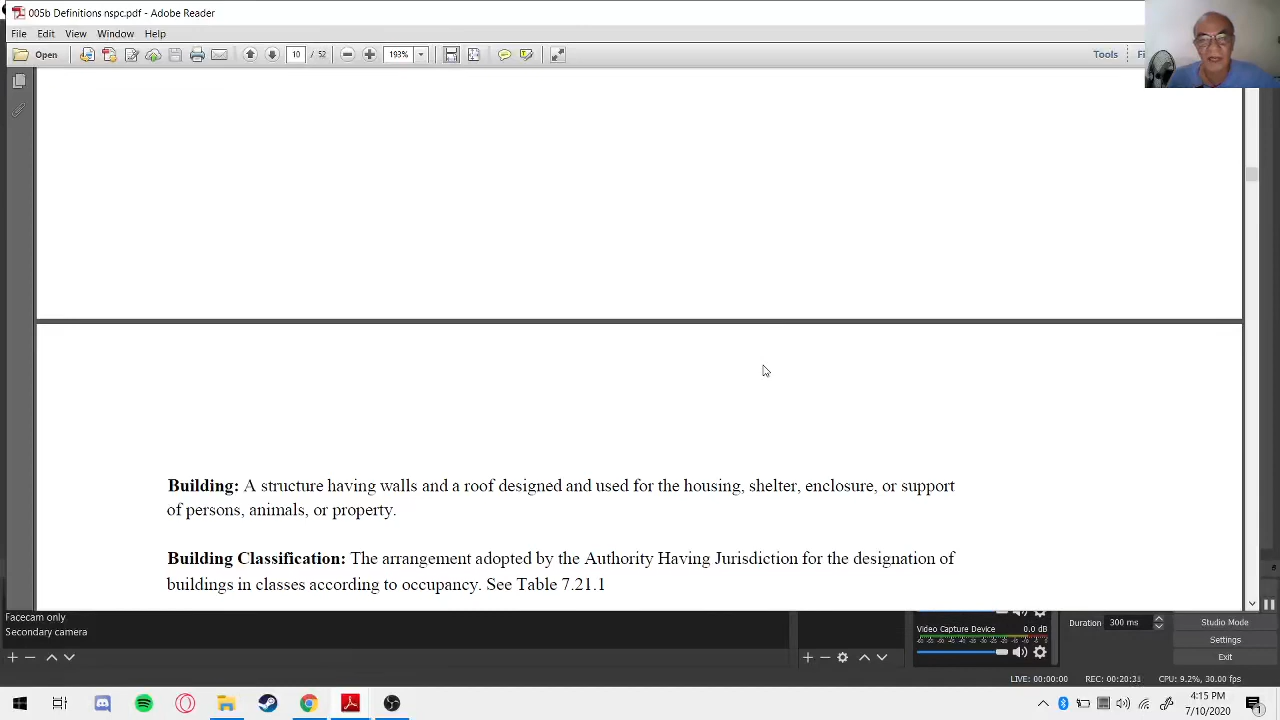 005b Definitions nspc.pdf - Adobe Reader
File Edit View Window Help
Open 10 / 52 193% Tools
Building: A structure having walls and a roof designed and used for the housing, shelter, enclosure, or support
of persons, animals, or property.
Building Classification: The arrangement adopted by the Authority Having Jurisdiction for the designation of
buildings in classes according to occupancy. See Table 7.21.1
Facecam only
Secondary camera
Video Capture Device 0.0 dB
Duration 300 ms
Studio Mode
Settings
Exit
LIVE: 00:00:00 REC: 00:20:31 CPU: 9.2%, 30.00 fps
4:15 PM
7/10/2020